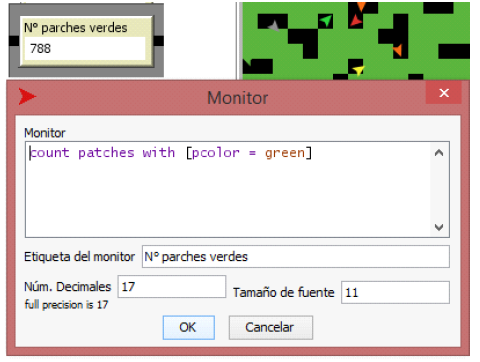 Nº parches verdes
788
Monitor
Monitor
count patches with [pcolor = green]
Etiqueta del monitor Nº parches verdes
Núm. Decimales 17 Tamaño de fuente 11
full precision is 17
OK Cancelar